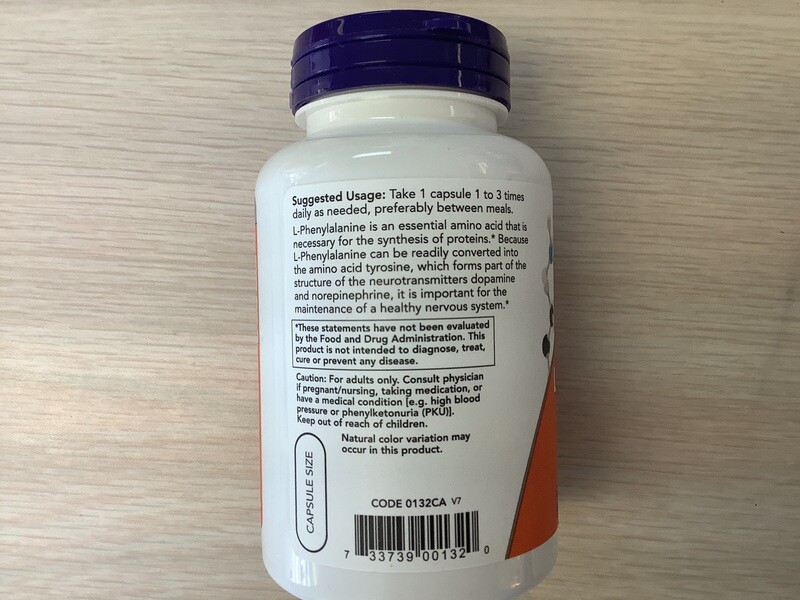 Suggested Usage: Take 1 capsule 1 to 3 times
daily as needed, preferably between meals.
L-Phenylalanine is an essential amino acid that is
necessary for the synthesis of proteins.* Because
L-Phenylalanine can be readily converted into
the amino acid tyrosine, which forms part of the
structure of the neurotransmitters dopamine
and norepinephrine, it is important for the
maintenance of a healthy nervous system.*
*These statements have not been evaluated
by the Food and Drug Administration. This
product is not intended to diagnose, treat,
cure or prevent any disease.
Caution: For adults only. Consult physician
if pregnant/nursing, taking medication, or
have a medical condition [e.g. high blood
pressure or phenylketonuria (PKU)].
Keep out of reach of children.
Natural color variation may
occur in this product.
CAPSULE SIZE
CODE 0132CA V7
7 33739 00132 0